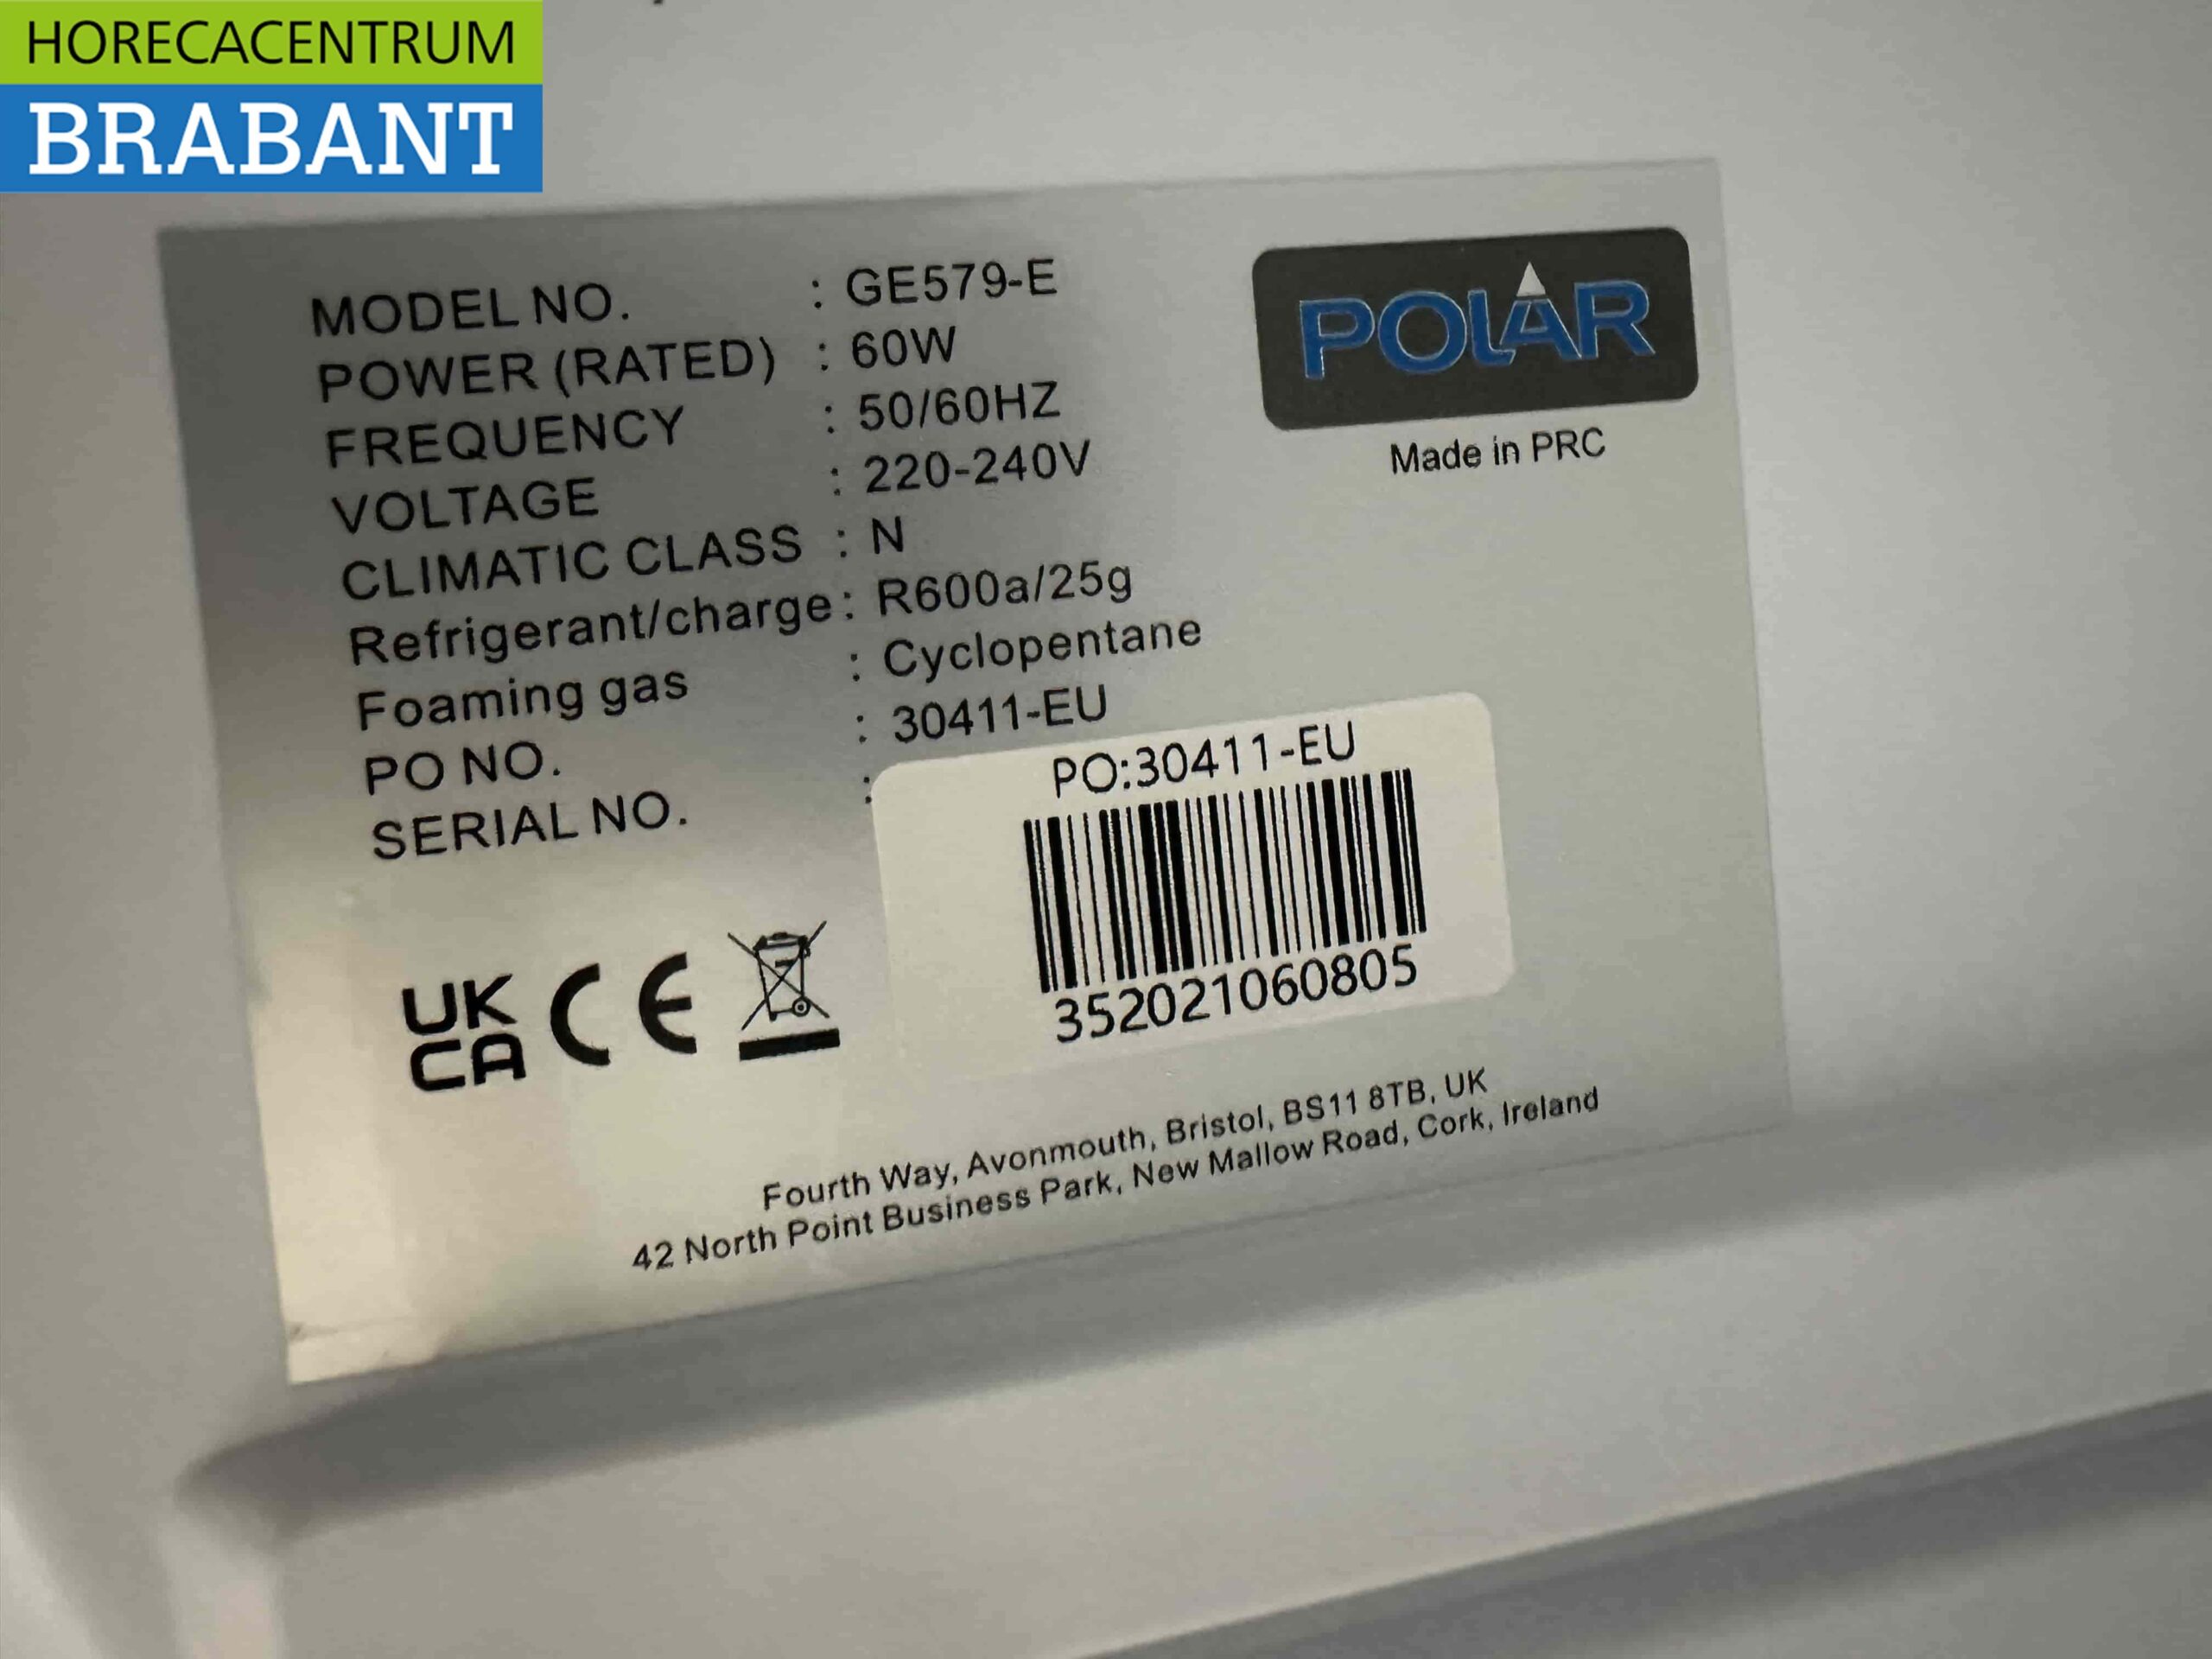 HORECACENTRUM
BRABANT
POLAR
Made in PRC
MODEL NO. : GE579-E
POWER (RATED) : 60W
FREQUENCY : 50/60HZ
VOLTAGE : 220-240V
CLIMATIC CLASS : N
Refrigerant/charge: R600a/25g
Foaming gas : Cyclopentane
PO NO. : 30411-EU
SERIAL NO. :
PO:30411-EU
352021060805
UK
CA CE
Fourth Way, Avonmouth, Bristol, BS11 8TB, UK
42 North Point Business Park, New Mallow Road, Cork, Ireland